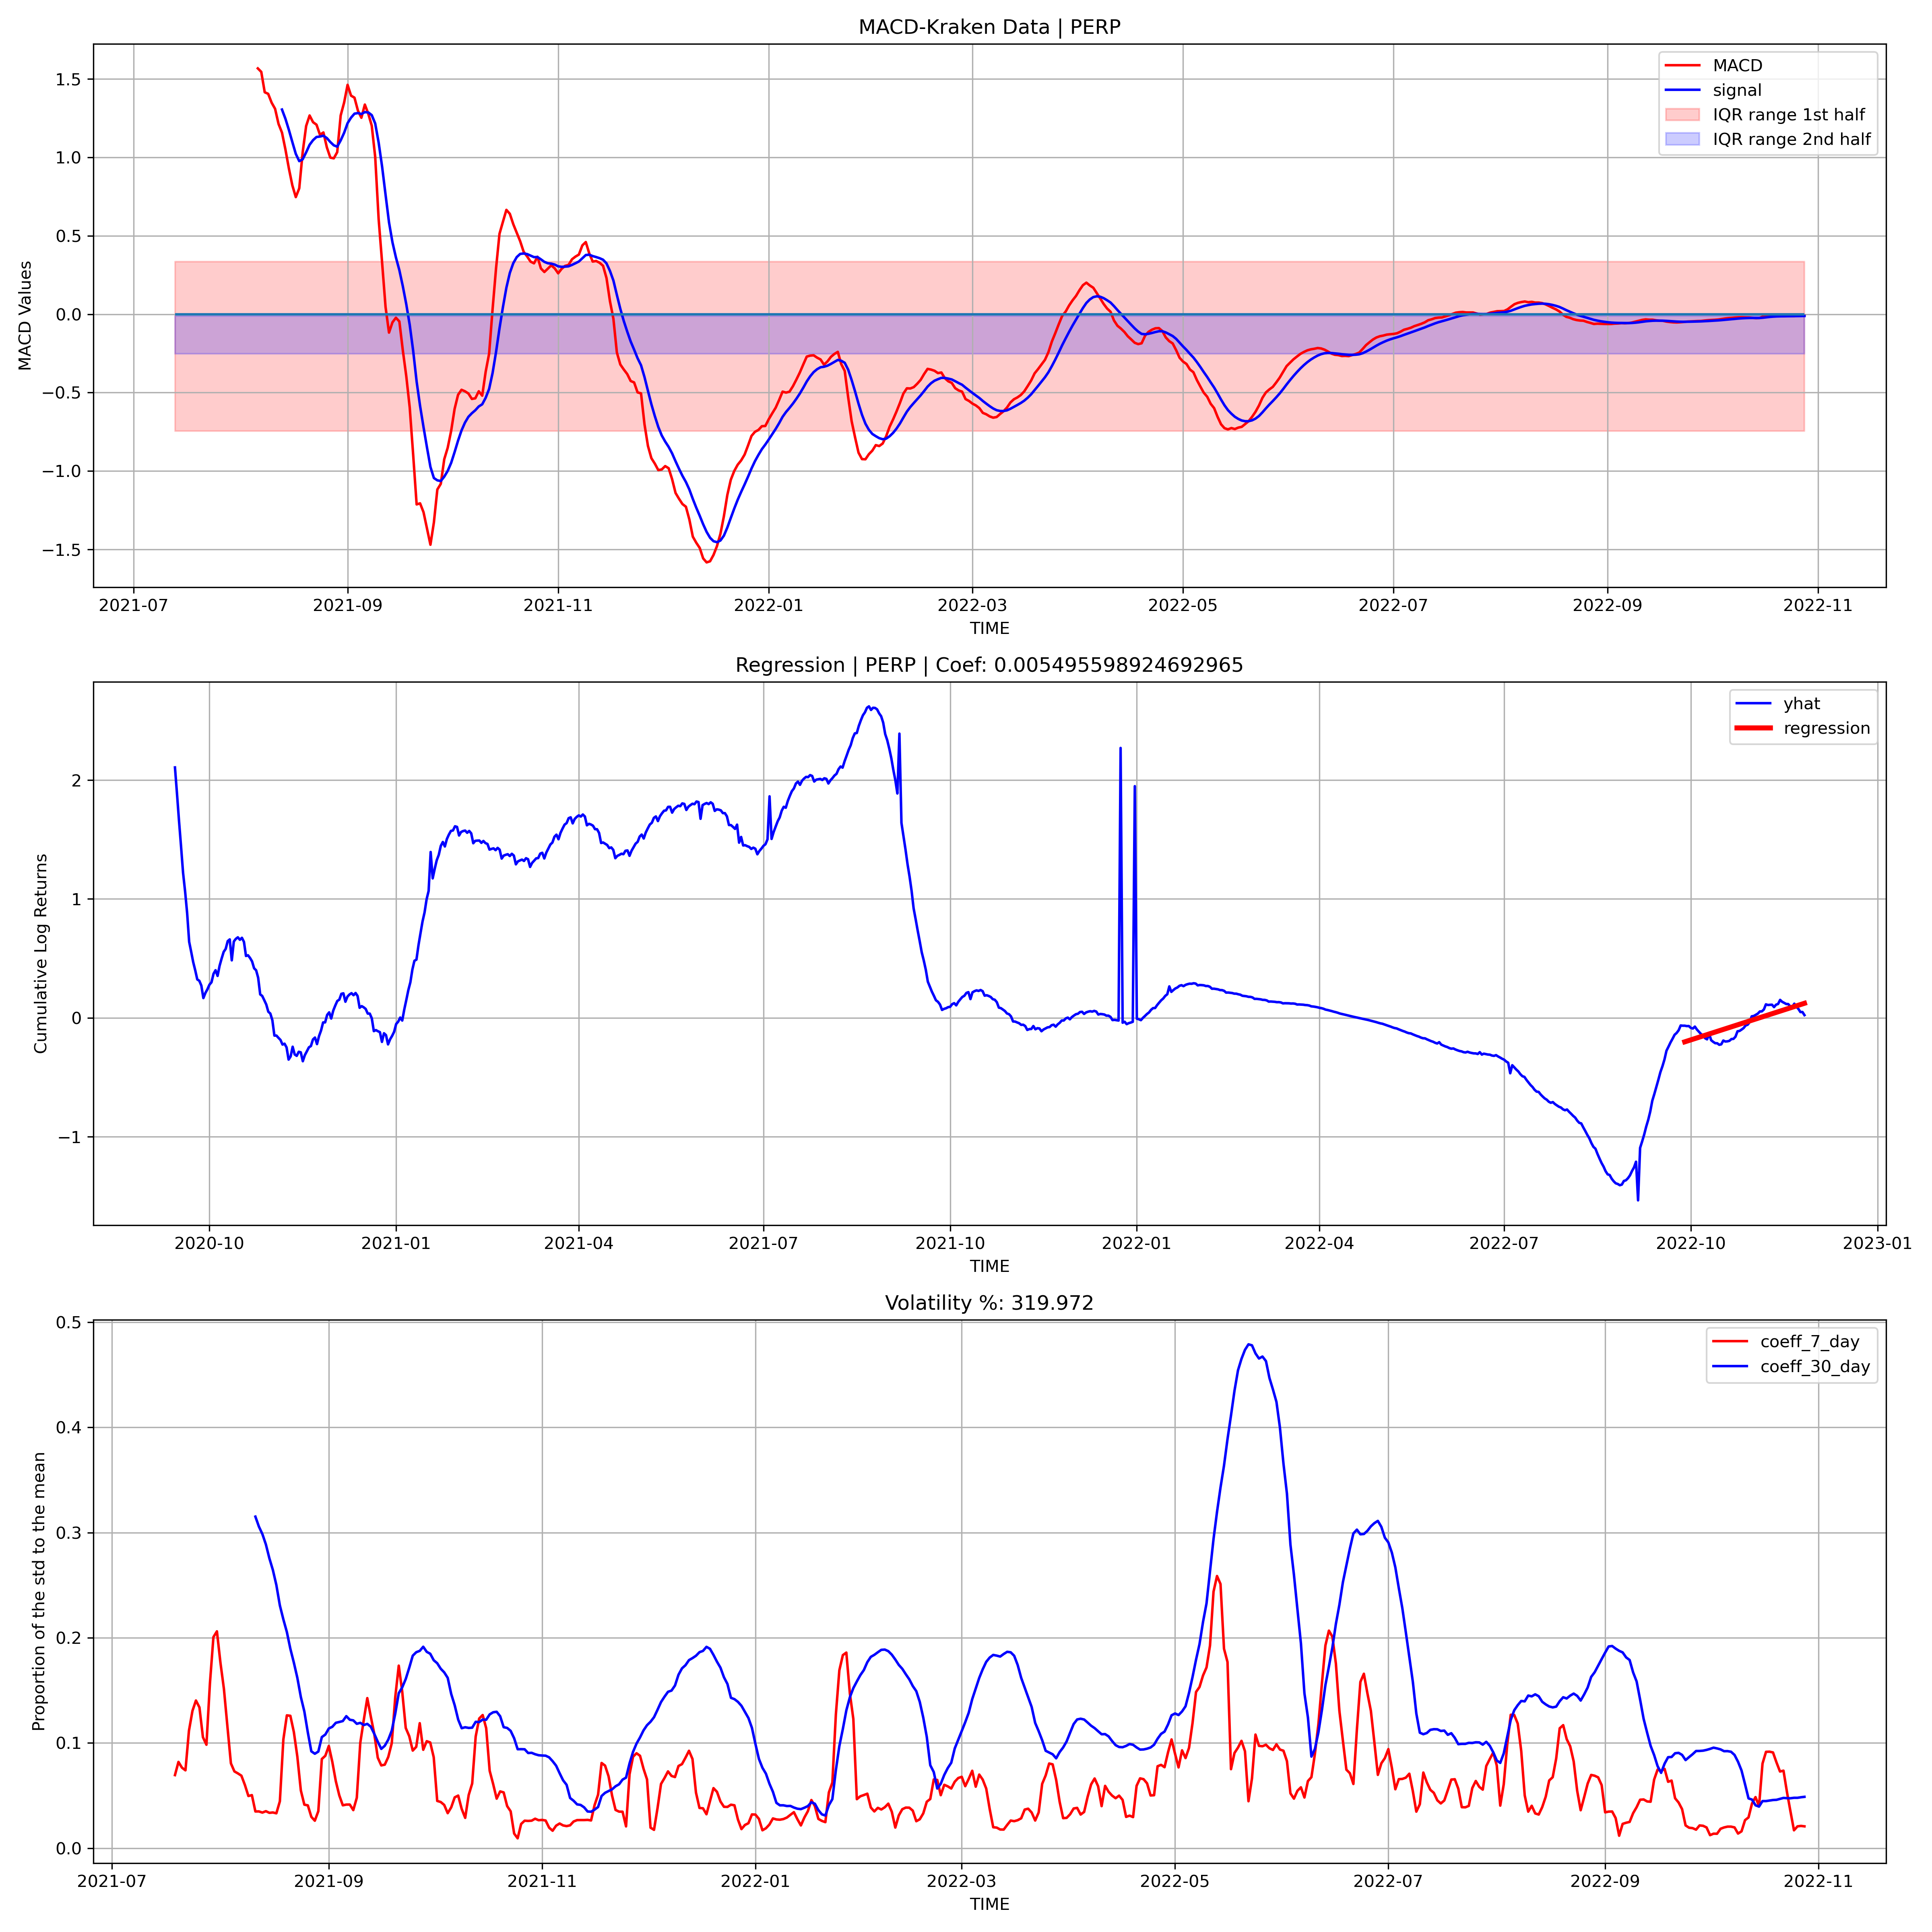 MACD-Kraken Data | PERP
MACD Values
1.5
1.0
0.5
0.0
−0.5
−1.0
−1.5
MACD
signal
IQR range 1st half
IQR range 2nd half
2021-07 2021-09 2021-11 2022-01 2022-03 2022-05 2022-07 2022-09 2022-11
TIME
Regression | PERP | Coef: 0.005495598924692965
Cumulative Log Returns
2
1
0
−1
yhat
regression
2020-10 2021-01 2021-04 2021-07 2021-10 2022-01 2022-04 2022-07 2022-10 2023-01
TIME
Volatility %: 319.972
Proportion of the std to the mean
0.5
0.4
0.3
0.2
0.1
0.0
coeff_7_day
coeff_30_day
2021-07 2021-09 2021-11 2022-01 2022-03 2022-05 2022-07 2022-09 2022-11
TIME